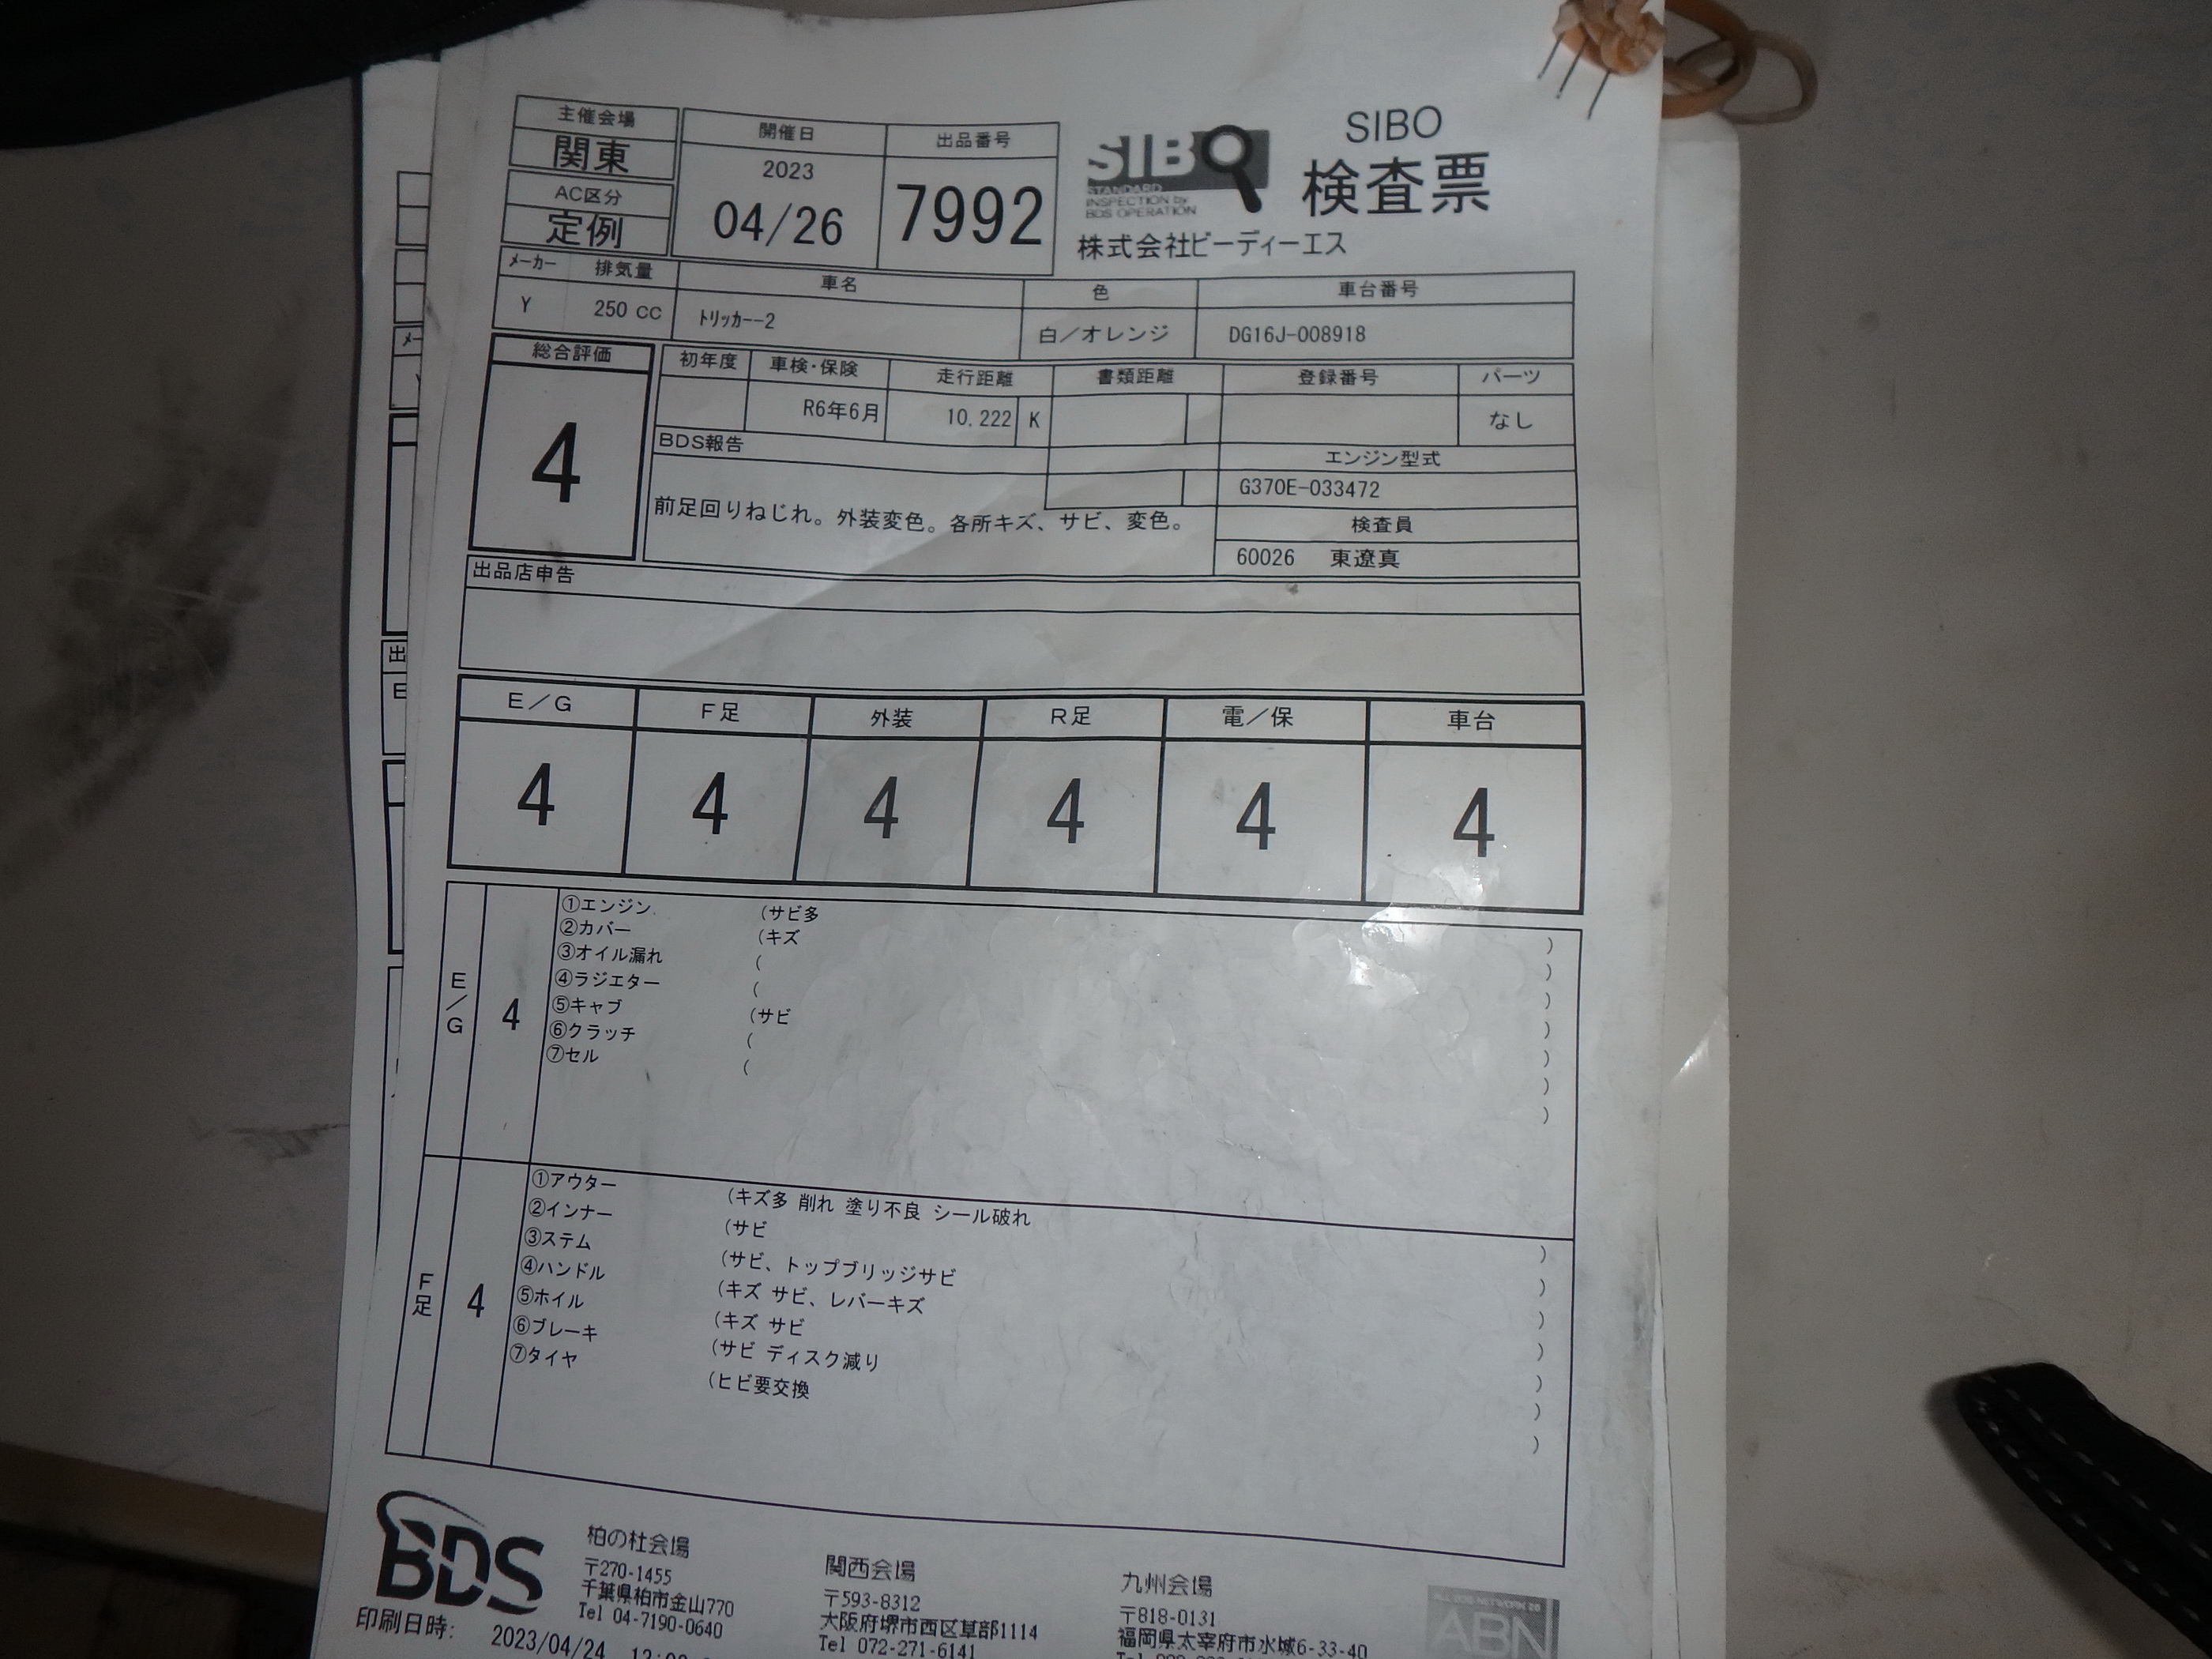 主催会場
関東
AC区分
定例
開催日
2023
04/26
出品番号
7992
SIBO
STANDARD
INSPECTION by
BDS OPERATION
SIBO
検査票
株式会社ビーディーエス
メーカー 排気量 車名 色 車台番号
Y 250 CC トリッカー-2 白/オレンジ DG16J-008918
総合評価
4
初年度 車検・保険 走行距離 書類距離 登録番号 パーツ
R6年6月 10,222 K なし
BDS報告
前足回りねじれ。外装変色。各所キズ、サビ、変色。
エンジン型式
G370E-033472
検査員
60026 東遼真
出品店申告
E/G F足 外装 R足 電/保 車台
4 4 4 4 4 4
E/G 4
①エンジン (サビ多 )
②カバー (キズ )
③オイル漏れ ( )
④ラジエター ( )
⑤キャブ (サビ )
⑥クラッチ ( )
⑦セル ( )
F足 4
①アウター (キズ多 削れ 塗り不良 シール破れ )
②インナー (サビ )
③ステム (サビ、トップブリッジサビ )
④ハンドル (キズ サビ、レバーキズ )
⑤ホイル (キズ サビ )
⑥ブレーキ (サビ ディスク減り )
⑦タイヤ (ヒビ要交換 )
BDS
柏の杜会場
〒270-1455
千葉県柏市金山770
Tel 04-7190-0640
関西会場
〒593-8312
大阪府堺市西区草部1114
Tel 072-271-6141
九州会場
〒818-0131
福岡県太宰府市水城6-33-40
ABN
印刷日時: 2023/04/24